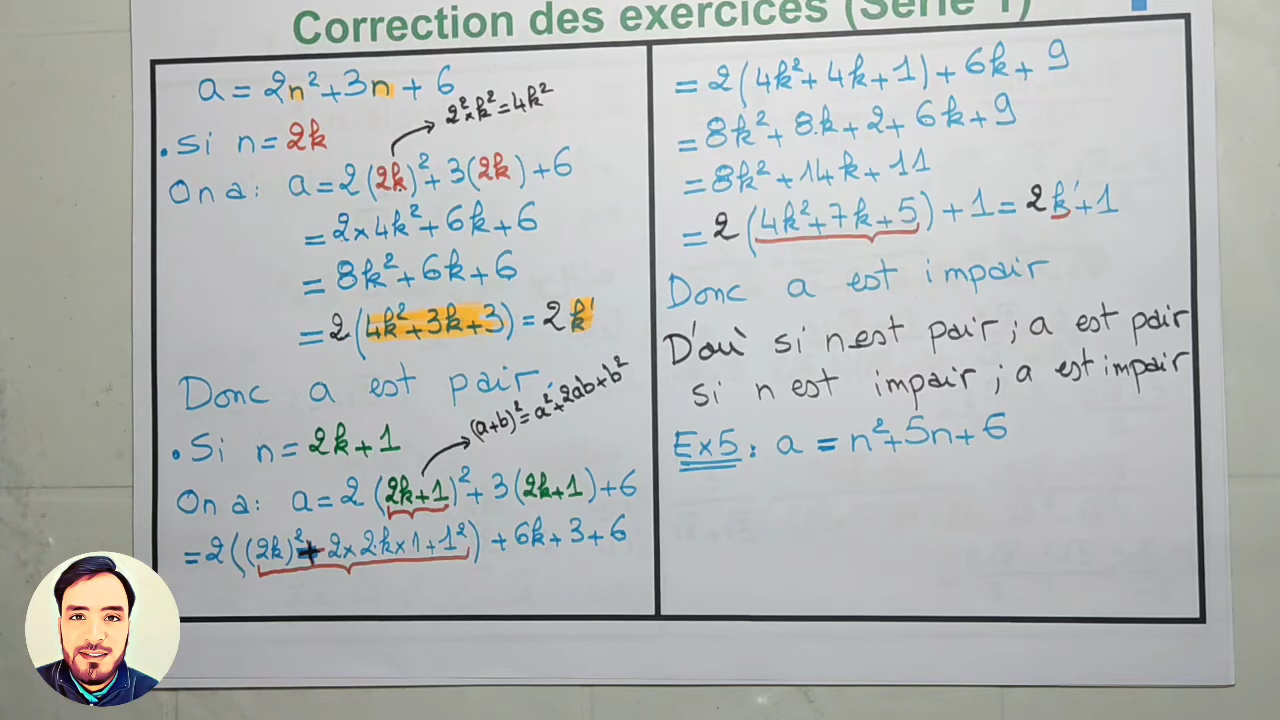 Correction des exercices (Série 1)
a = 2n² + 3n + 6
• Si n = 2k
2² × k² = 4k²
On a : a = 2(2k)² + 3(2k) + 6
= 2 × 4k² + 6k + 6
= 8k² + 6k + 6
= 2(4k² + 3k + 3) = 2k'
Donc a est pair.
(a+b)² = a² + 2ab + b²
• Si n = 2k + 1
On a : a = 2(2k+1)² + 3(2k+1) + 6
= 2((2k)² + 2×2k×1 + 1²) + 6k + 3 + 6
= 2(4k² + 4k + 1) + 6k + 9
= 8k² + 8k + 2 + 6k + 9
= 8k² + 14k + 11
= 2(4k² + 7k + 5) + 1 = 2k' + 1
Donc a est impair
D'où si n est pair ; a est pair
si n est impair ; a est impair
Ex5 : a = n² + 5n + 6